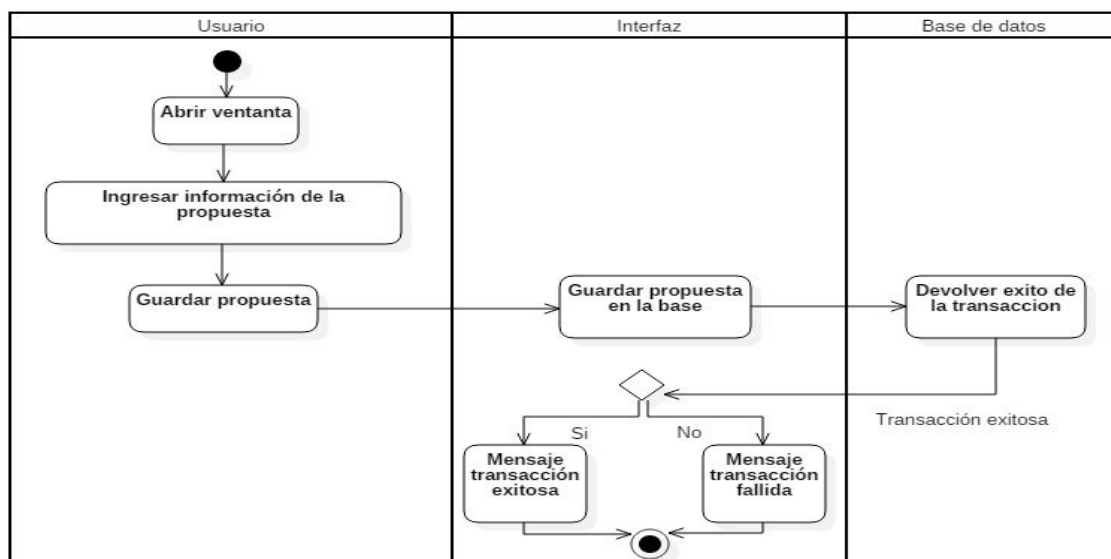 Usuario
Interfaz
Base de datos
Abrir ventanta
Ingresar información de la
propuesta
Guardar propuesta
Guardar propuesta
en la base
Devolver exito de
la transaccion
Transacción exitosa
Si
No
Mensaje
transacción
exitosa
Mensaje
transacción
fallida